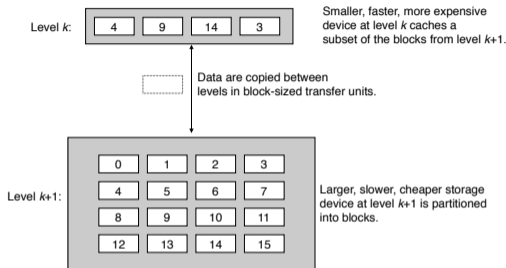 Level k:
4 9 14 3
Smaller, faster, more expensive
device at level k caches a
subset of the blocks from level k+1.
Data are copied between
levels in block-sized transfer units.
Level k+1:
0 1 2 3
4 5 6 7
8 9 10 11
12 13 14 15
Larger, slower, cheaper storage
device at level k+1 is partitioned
into blocks.